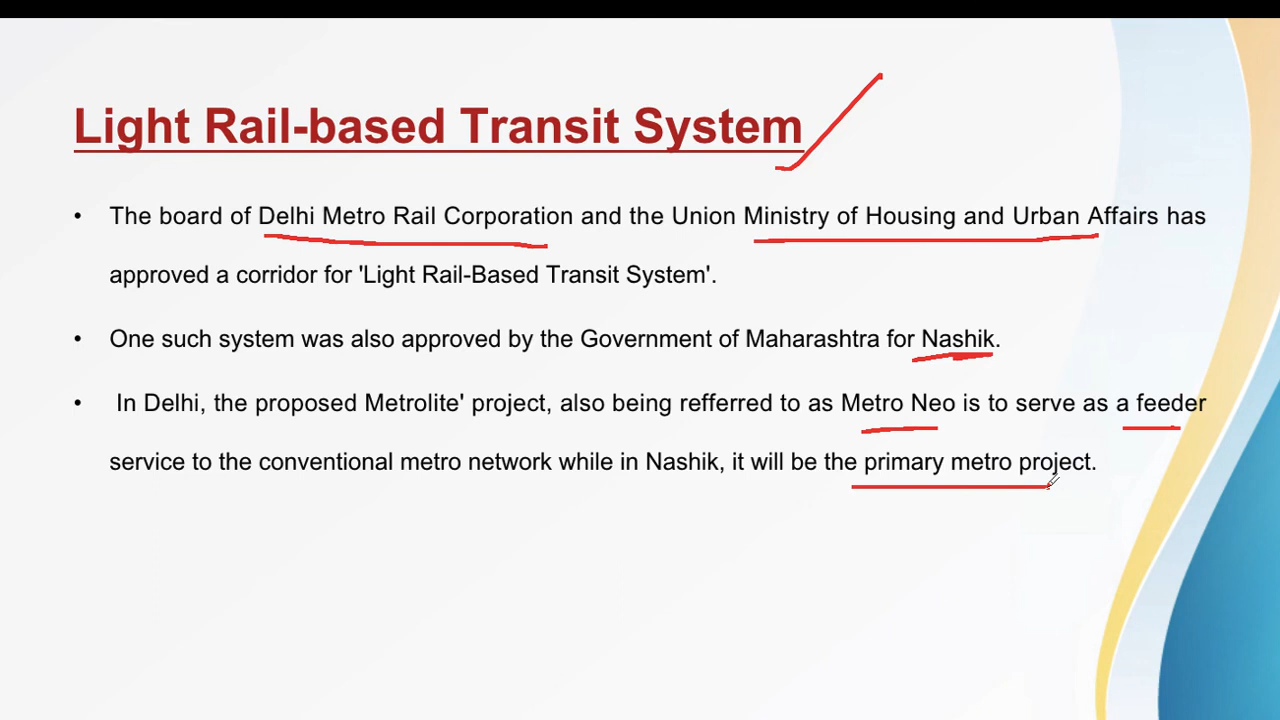 Light Rail-based Transit System
• The board of Delhi Metro Rail Corporation and the Union Ministry of Housing and Urban Affairs has
approved a corridor for 'Light Rail-Based Transit System'.
• One such system was also approved by the Government of Maharashtra for Nashik.
• In Delhi, the proposed Metrolite' project, also being refferred to as Metro Neo is to serve as a feeder
service to the conventional metro network while in Nashik, it will be the primary metro project.